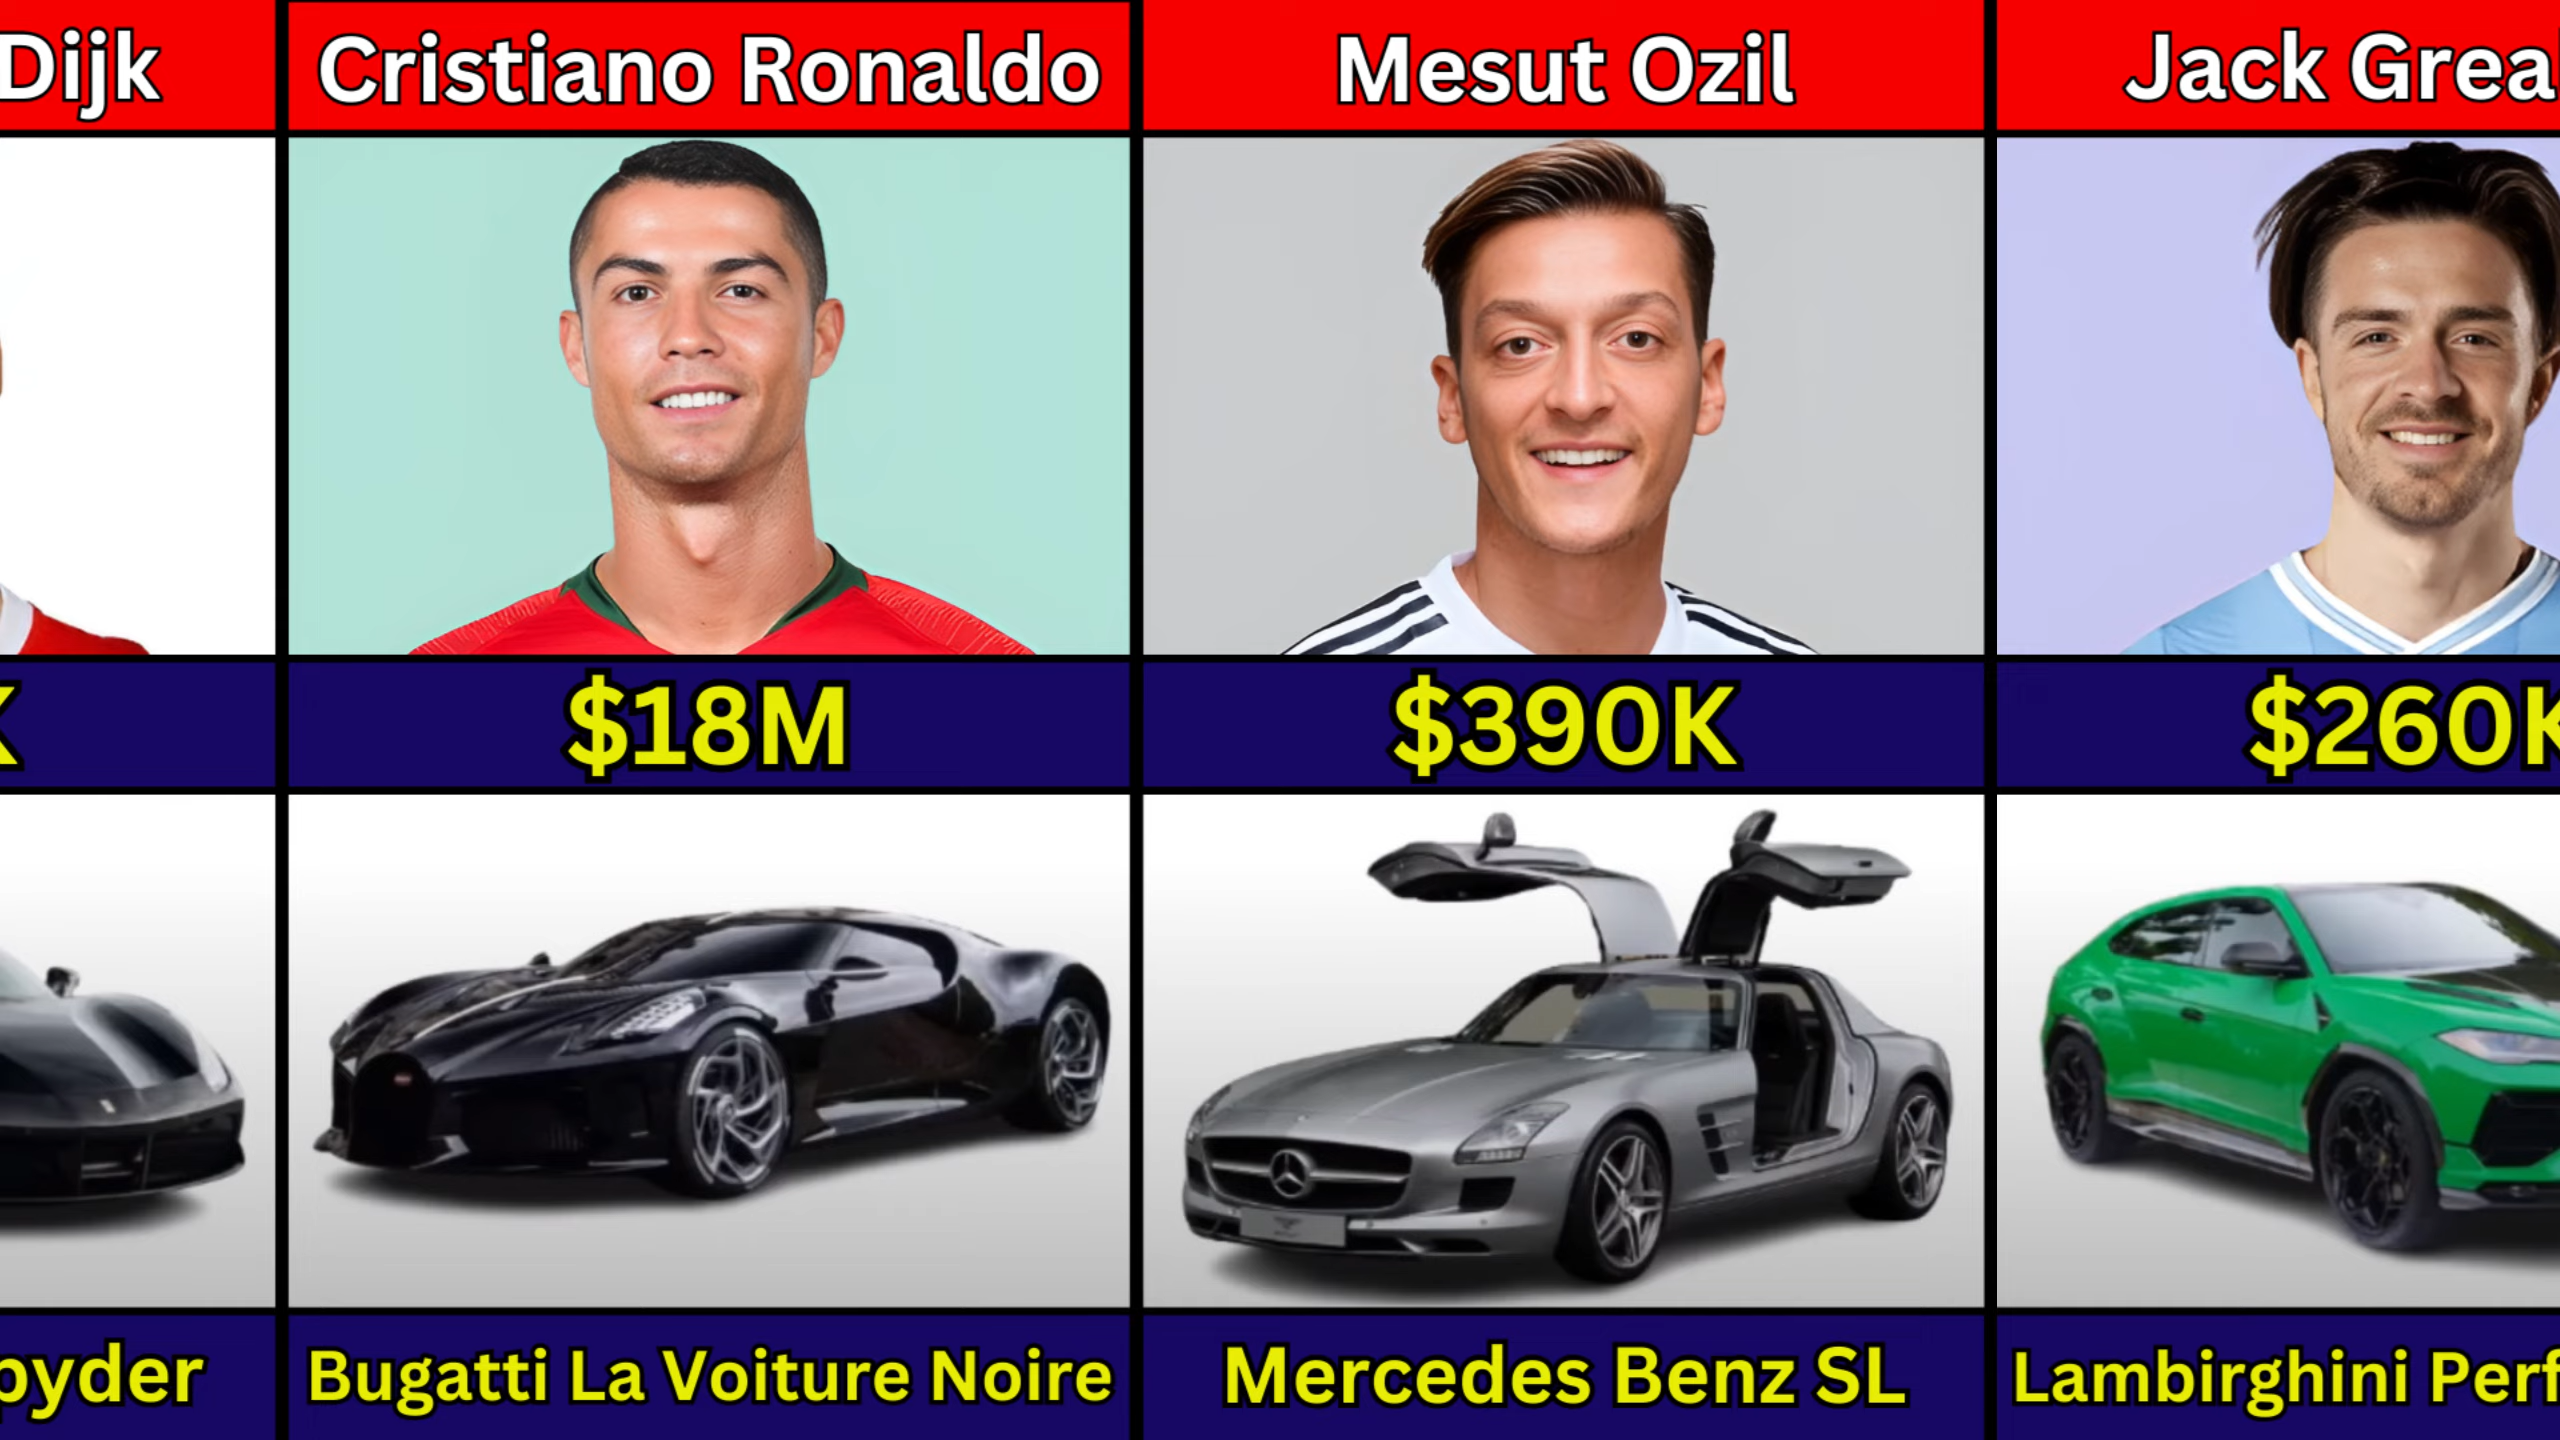 Dijk
Cristiano Ronaldo
Mesut Ozil
Jack Grea
K
$18M
$390K
$260K
pyder
Bugatti La Voiture Noire
Mercedes Benz SL
Lambirghini Perf